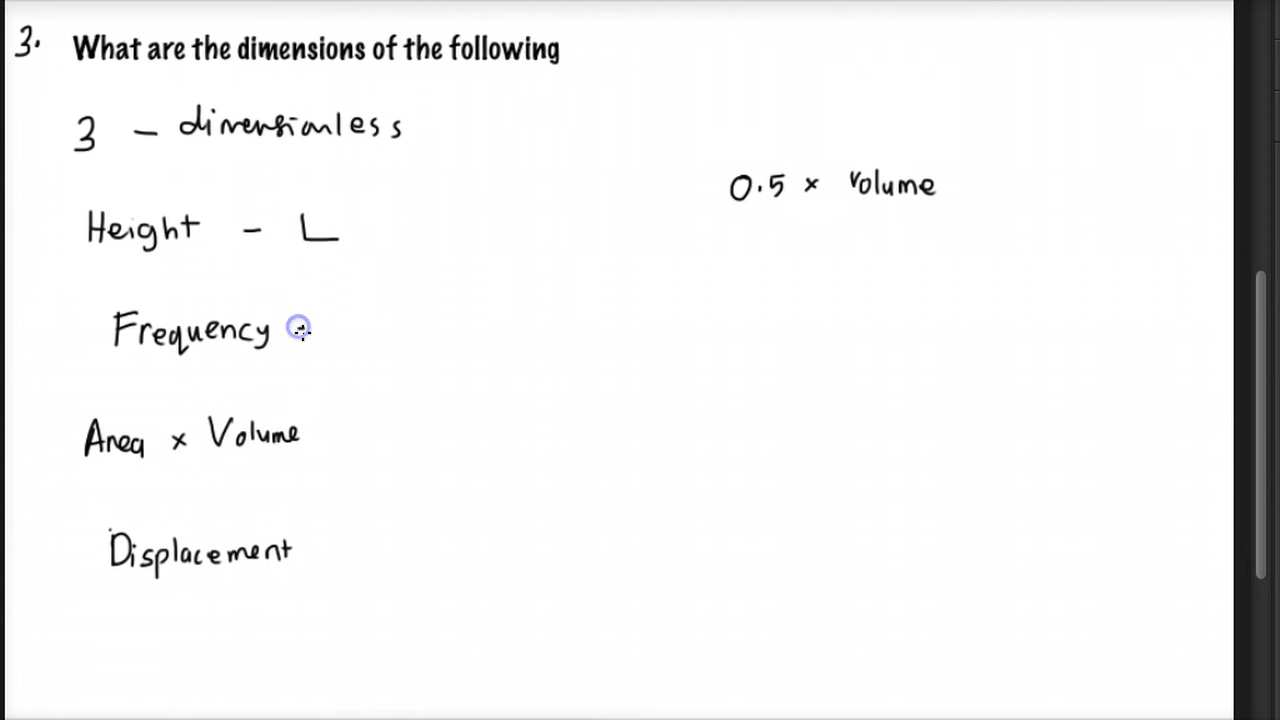 3. What are the dimensions of the following
3 - dimensionless
0.5 × Volume
Height - L
Frequency
Area × Volume
Displacement